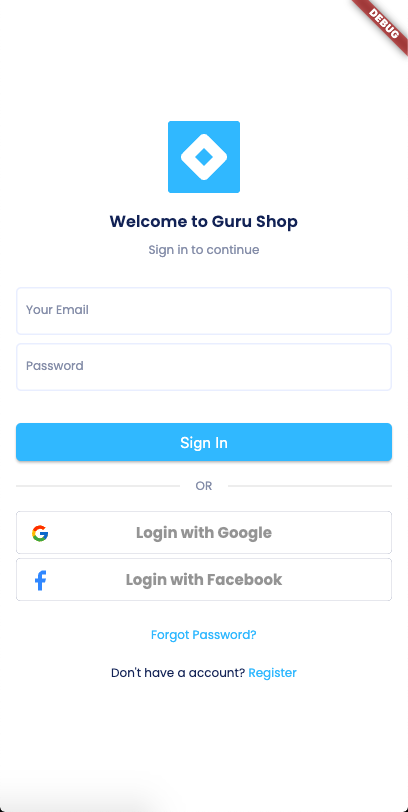 DEBUG
Welcome to Guru Shop
Sign in to continue
Your Email
Password
Sign In
OR
Login with Google
Login with Facebook
Forgot Password?
Don't have a account? Register